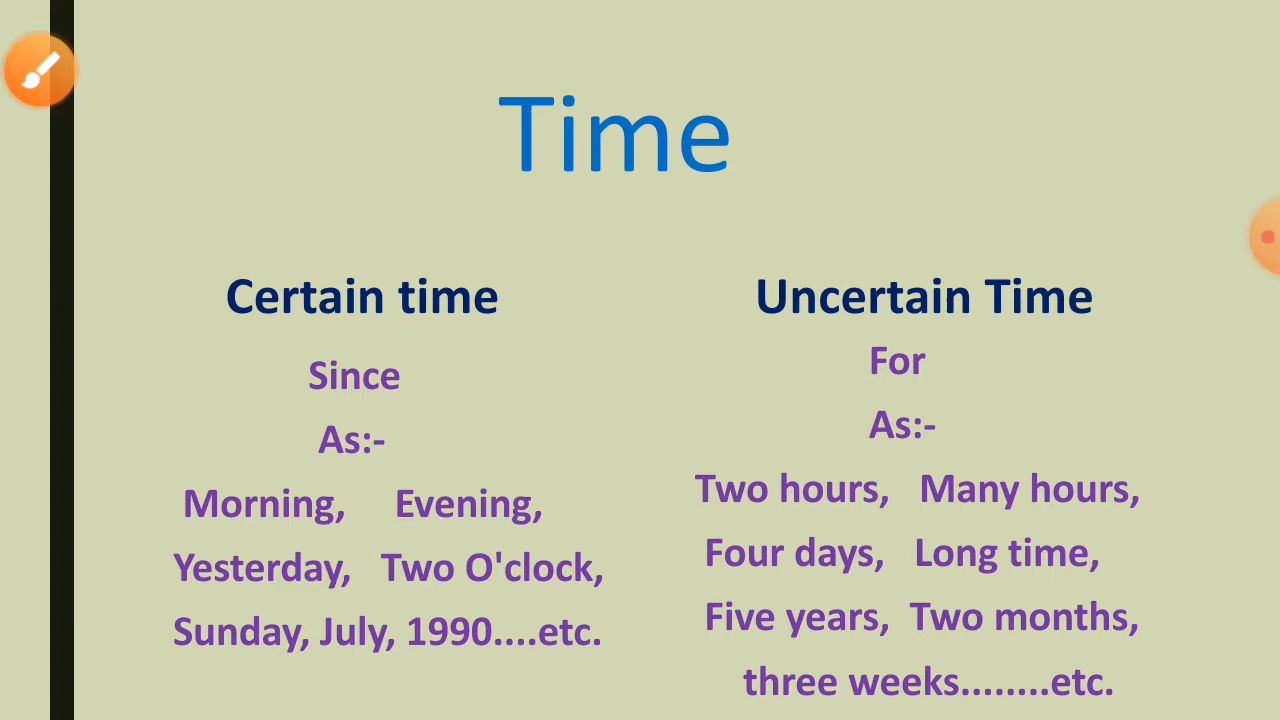 Time
Certain time
Since
As:-
Morning, Evening,
Yesterday, Two O'clock,
Sunday, July, 1990....etc.
Uncertain Time
For
As:-
Two hours, Many hours,
Four days, Long time,
Five years, Two months,
three weeks........etc.